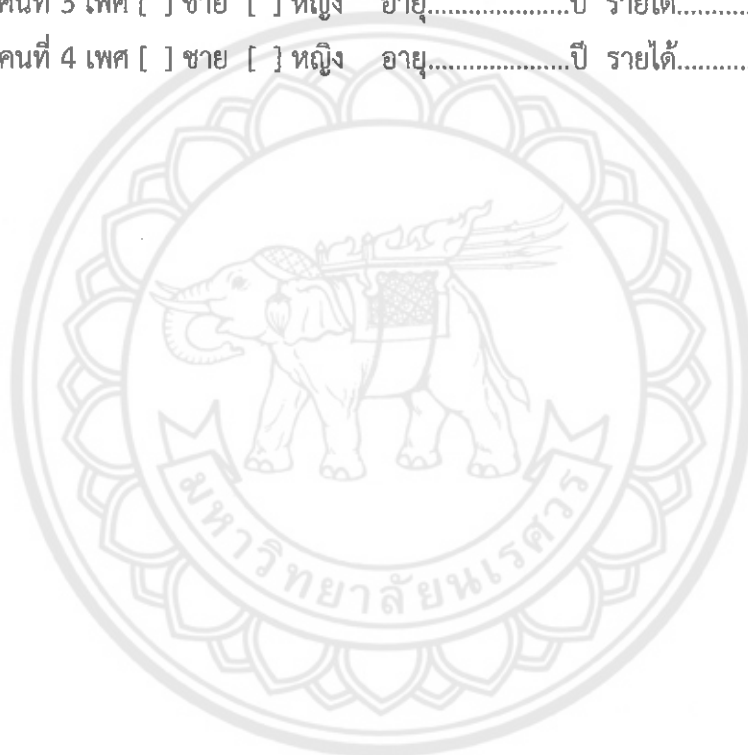 คนที่ 3 เพศ [ ] ชาย [ ] หญิง อายุ.....................ปี รายได้...........
คนที่ 4 เพศ [ ] ชาย [ ] หญิง อายุ.....................ปี รายได้..........
มหาวิทยาลัยนเรศวร